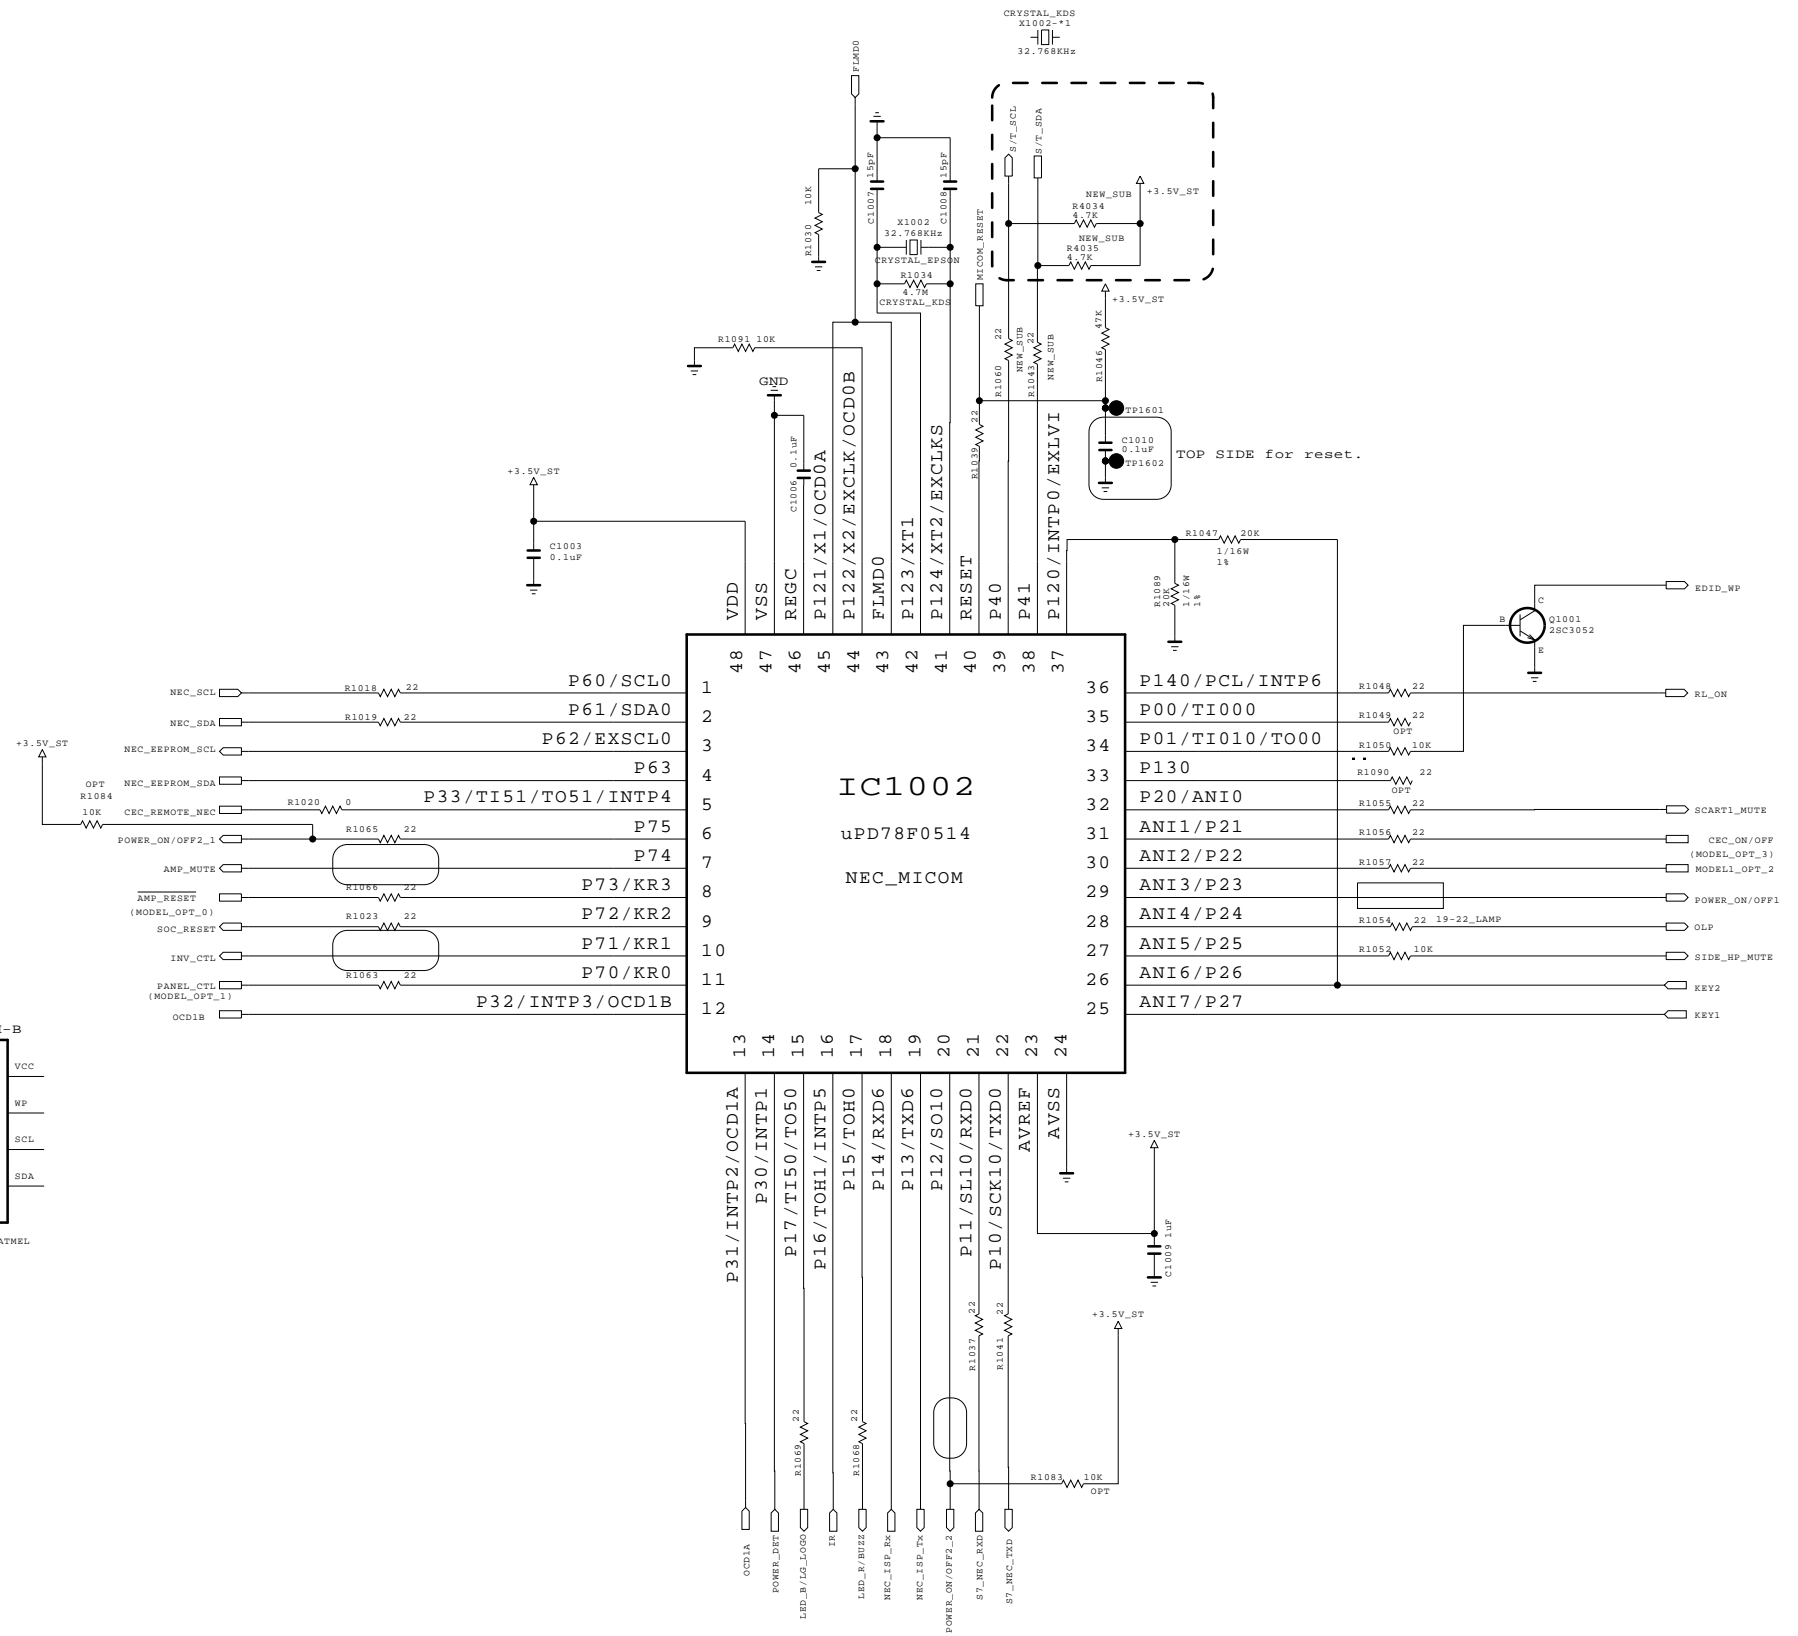 CRYSTAL_KDS
X1002-*1
32.768KHz
FLMD0
S/T_SCL
S/T_SDA
15pF
C1007
15pF
C1008
10K
R1030
X1002
32.768KHz
CRYSTAL_EPSON
R1034
4.7M
CRYSTAL_KDS
MICOM_RESET
NEW_SUB
+3.5V_ST
R4034
4.7K
NEW_SUB
R4035
4.7K
+3.5V_ST
47K
R1046
22
R1060
NEW_SUB
22
R1043
NEW_SUB
R1091 10K
GND
0.1uF
C1006
22
R1039
TP1601
C1010
0.1uF
TP1602
TOP SIDE for reset.
+3.5V_ST
C1003
0.1uF
R1047 20K
1/16W
1%
R1089
20K
1/16W
1%
EDID_WP
C
B
E
Q1001
2SC3052
VDD
VSS
REGC
P121/X1/OCD0A
P122/X2/EXCLK/OCD0B
FLMD0
P123/XT1
P124/XT2/EXCLKS
RESET
P40
P41
P120/INTP0/EXLVI
48
47
46
45
44
43
42
41
40
39
38
37
NEC_SCL R1018 22 P60/SCL0 1
NEC_SDA R1019 22 P61/SDA0 2
NEC_EEPROM_SCL P62/EXSCL0 3
NEC_EEPROM_SDA P63 4
CEC_REMOTE_NEC R1020 0 P33/TI51/TO51/INTP4 5
+3.5V_ST
OPT
R1084
10K
POWER_ON/OFF2_1 R1065 22 P75 6
AMP_MUTE P74 7
AMP_RESET R1066 22 P73/KR3 8
(MODEL_OPT_0)
SOC_RESET R1023 22 P72/KR2 9
INV_CTL P71/KR1 10
PANEL_CTL R1063 22 P70/KR0 11
(MODEL_OPT_1)
OCD1B P32/INTP3/OCD1B 12
IC1002
uPD78F0514
NEC_MICOM
36 P140/PCL/INTP6 R1048 22 RL_ON
35 P00/TI000 R1049 22
OPT
34 P01/TI010/TO00 R1050 10K
33 P130 R1090 22
OPT
32 P20/ANI0 R1055 22 SCART1_MUTE
31 ANI1/P21 R1056 22 CEC_ON/OFF
(MODEL_OPT_3)
30 ANI2/P22 R1057 22 MODEL1_OPT_2
29 ANI3/P23 POWER_ON/OFF1
28 ANI4/P24 R1054 22 19-22_LAMP OLP
27 ANI5/P25 R1052 10K SIDE_HP_MUTE
26 ANI6/P26 KEY2
25 ANI7/P27 KEY1
I-B
VCC
WP
SCL
SDA
ATMEL
13
14
15
16
17
18
19
20
21
22
23
24
P31/INTP2/OCD1A
P30/INTP1
P17/TI50/TO50
P16/TOH1/INTP5
P15/TOH0
P14/RXD6
P13/TXD6
P12/SO10
P11/SL10/RXD0
P10/SCK10/TXD0
AVREF
AVSS
+3.5V_ST
1uF
C1009
+3.5V_ST
22
R1037
22
R1041
22
R1069
22
R1068
R1083 10K
OPT
OCD1A
POWER_DET
LED_B/LG_LOGO
IR
LED_R/BUZZ
NEC_ISP_Rx
NEC_ISP_Tx
POWER_ON/OFF2_2
S7_NEC_RXD
S7_NEC_TXD